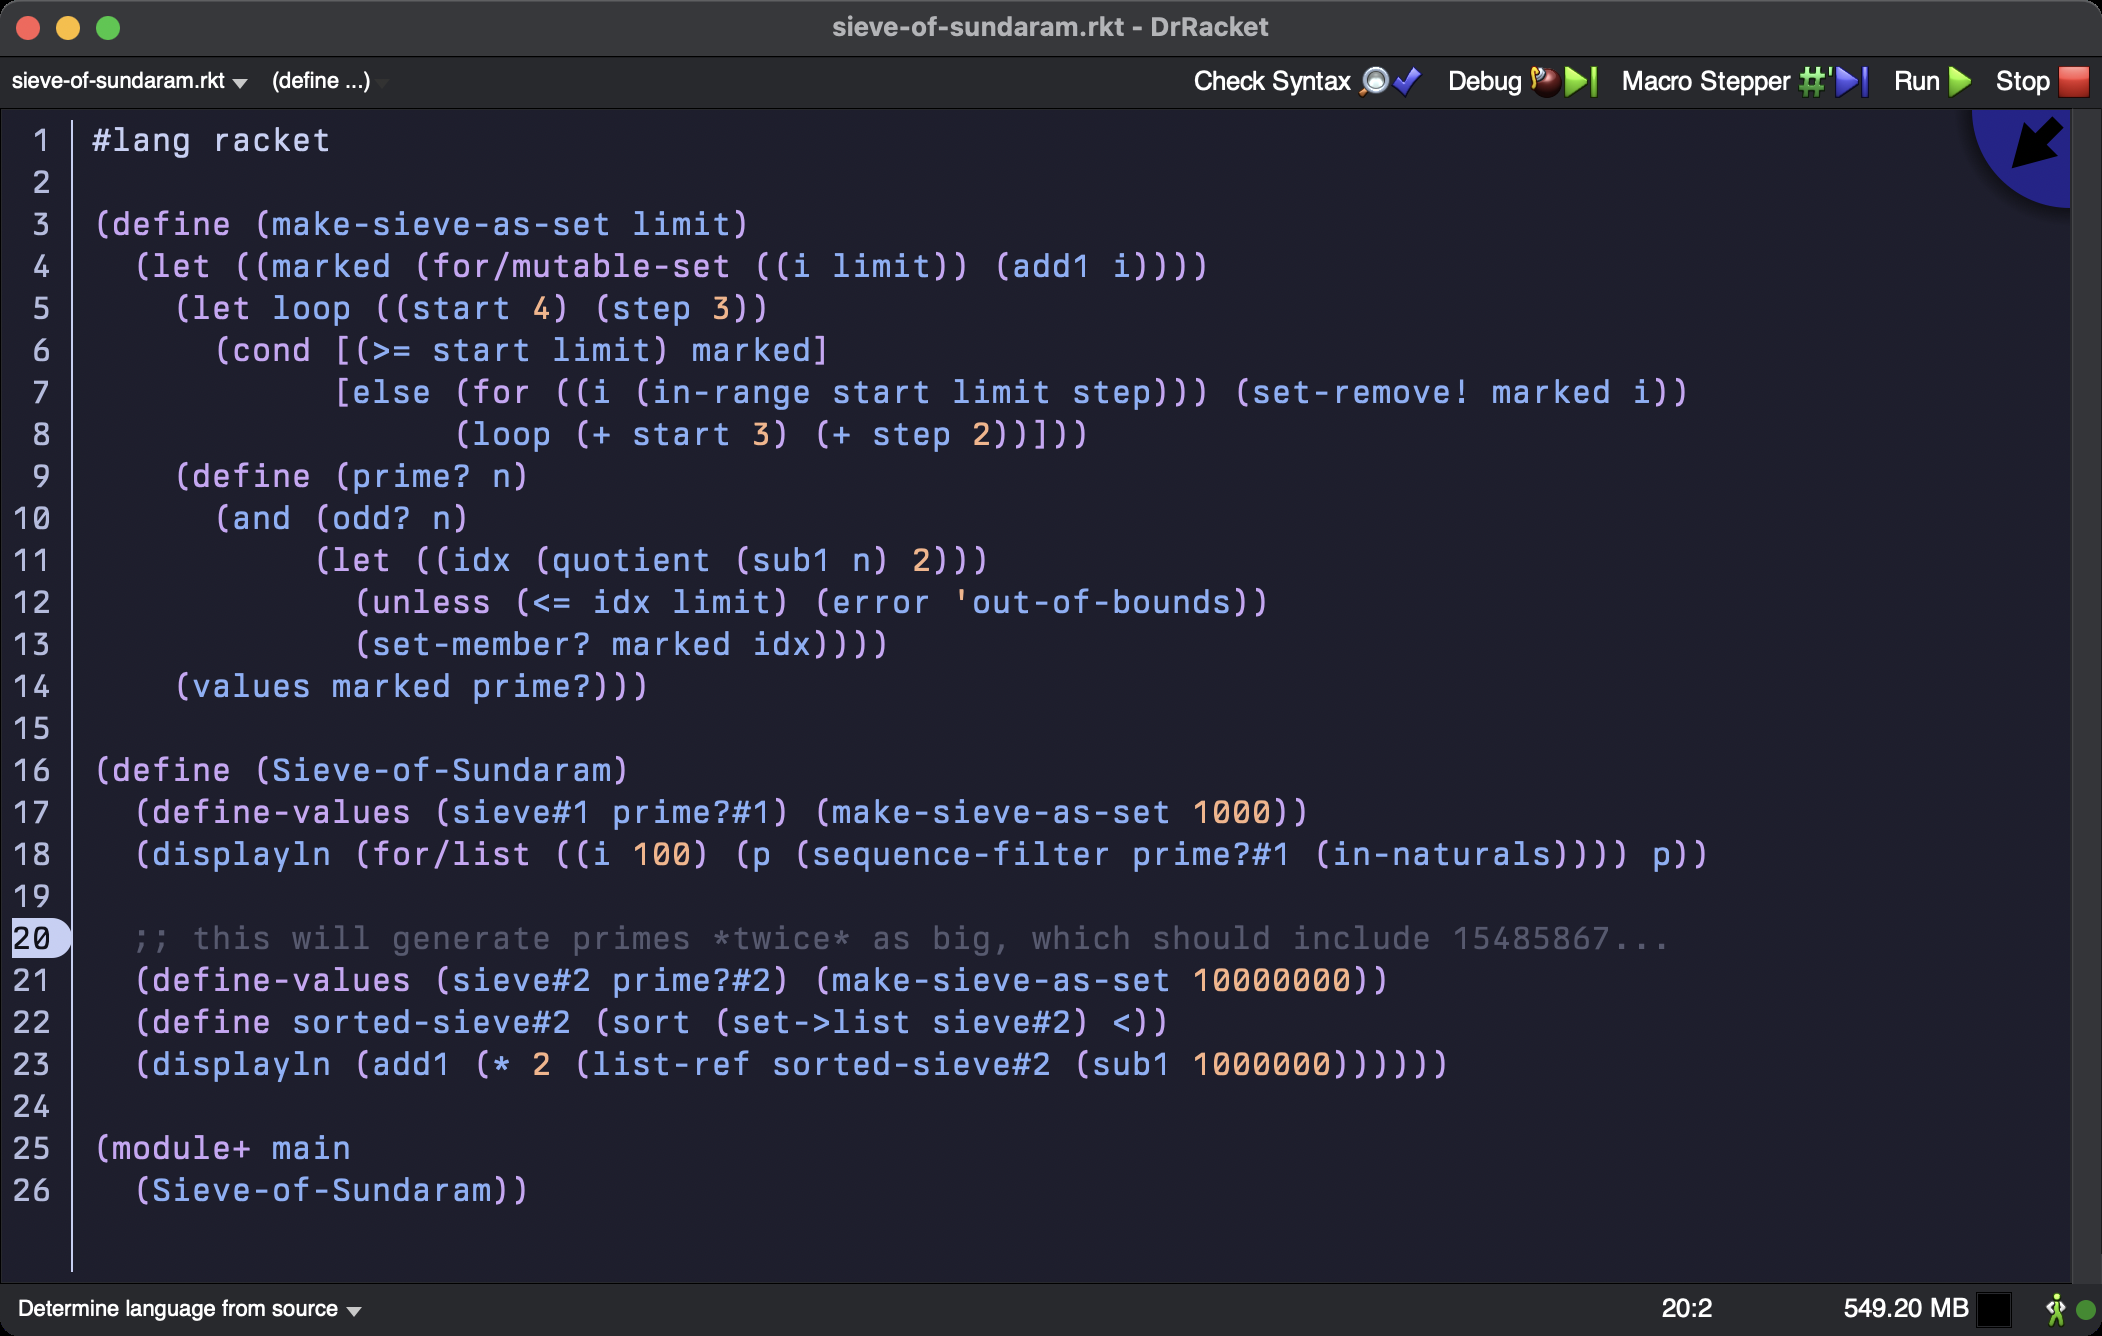 sieve-of-sundaram.rkt - DrRacket
sieve-of-sundaram.rkt (define ...) Check Syntax Debug Macro Stepper #' Run Stop
1 #lang racket
2
3 (define (make-sieve-as-set limit)
4   (let ((marked (for/mutable-set ((i limit)) (add1 i))))
5     (let loop ((start 4) (step 3))
6       (cond [(>= start limit) marked]
7             [else (for ((i (in-range start limit step))) (set-remove! marked i))
8                   (loop (+ start 3) (+ step 2))]))
9     (define (prime? n)
10       (and (odd? n)
11            (let ((idx (quotient (sub1 n) 2)))
12              (unless (<= idx limit) (error 'out-of-bounds))
13              (set-member? marked idx))))
14     (values marked prime?)))
15
16 (define (Sieve-of-Sundaram)
17   (define-values (sieve#1 prime?#1) (make-sieve-as-set 1000))
18   (displayln (for/list ((i 100) (p (sequence-filter prime?#1 (in-naturals)))) p))
19
20   ;; this will generate primes *twice* as big, which should include 15485867...
21   (define-values (sieve#2 prime?#2) (make-sieve-as-set 10000000))
22   (define sorted-sieve#2 (sort (set->list sieve#2) <))
23   (displayln (add1 (* 2 (list-ref sorted-sieve#2 (sub1 1000000))))))
24
25 (module+ main
26   (Sieve-of-Sundaram))
Determine language from source 20:2 549.20 MB